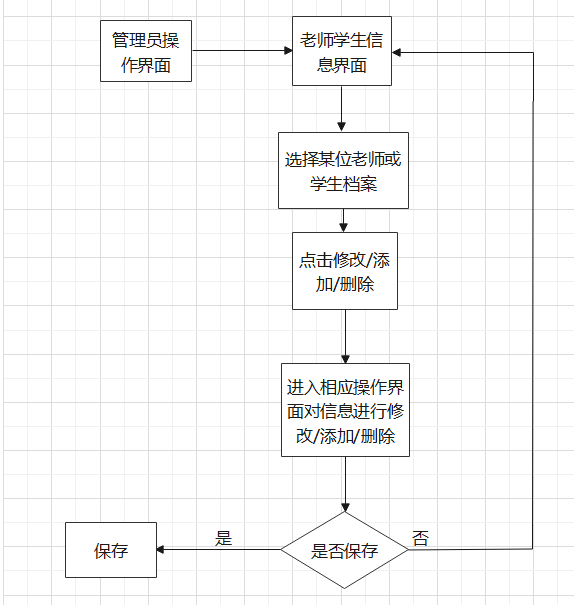 管理员操
作界面
老师学生信
息界面
选择某位老师或
学生档案
点击修改/添
加/删除
进入相应操作界
面对信息进行修
改/添加/删除
是否保存
是
否
保存